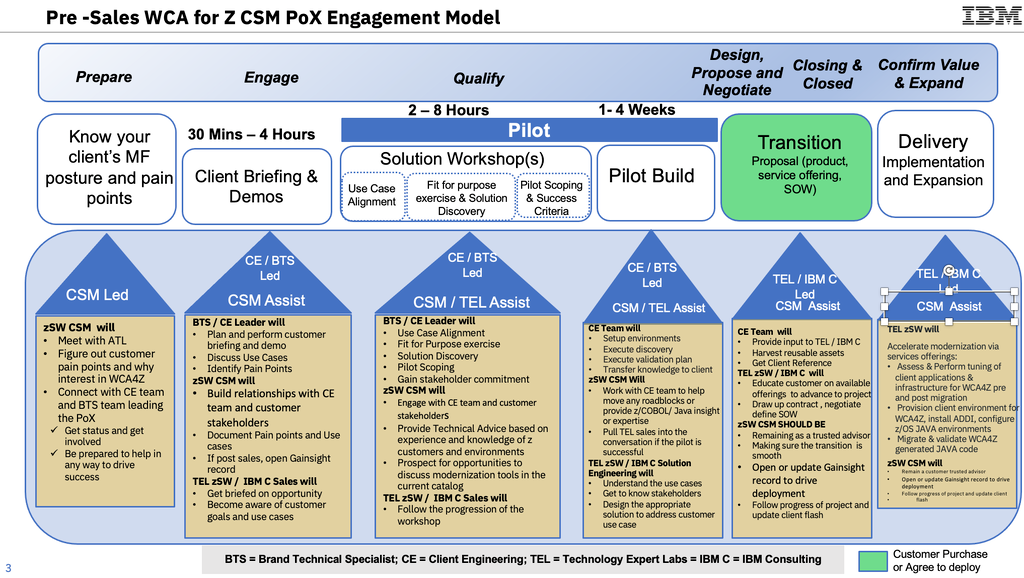 Pre -Sales WCA for Z CSM PoX Engagement Model
IBM
Prepare
Engage
Qualify
Design,
Propose and
Negotiate
Closing &
Closed
Confirm Value
& Expand
Know your
client's MF
posture and pain
points
30 Mins – 4 Hours
Client Briefing &
Demos
2 – 8 Hours
1- 4 Weeks
Pilot
Solution Workshop(s)
Use Case
Alignment
Fit for purpose
exercise & Solution
Discovery
Pilot Scoping
& Success
Criteria
Pilot Build
Transition
Proposal (product,
service offering,
SOW)
Delivery
Implementation
and Expansion
CSM Led
zSW CSM will
• Meet with ATL
• Figure out customer
pain points and why
interest in WCA4Z
• Connect with CE team
and BTS team leading
the PoX
✓ Get status and get
involved
✓ Be prepared to help in
any way to drive
success
CE / BTS
Led
CSM Assist
BTS / CE Leader will
• Plan and perform customer
briefing and demo
• Discuss Use Cases
• Identify Pain Points
zSW CSM will
• Build relationships with CE
team and customer
stakeholders
• Document Pain points and Use
cases
• If post sales, open Gainsight
record
TEL zSW / IBM C Sales will
• Get briefed on opportunity
• Become aware of customer
goals and use cases
CE / BTS
Led
CSM / TEL Assist
BTS / CE Leader will
• Use Case Alignment
• Fit for Purpose exercise
• Solution Discovery
• Pilot Scoping
• Gain stakeholder commitment
zSW CSM will
• Engage with CE team and customer
stakeholders
• Provide Technical Advice based on
experience and knowledge of z
customers and environments
• Prospect for opportunities to
discuss modernization tools in the
current catalog
TEL zSW / IBM C Sales will
• Follow the progression of the
workshop
CE / BTS
Led
CSM / TEL Assist
CE Team will
• Setup environments
• Execute discovery
• Execute validation plan
• Transfer knowledge to client
zSW CSM Will
• Work with CE team to help
move any roadblocks or
provide z/COBOL/ Java insight
or expertise
• Pull TEL sales into the
conversation if the pilot is
successful
TEL zSW / IBM C Solution
Engineering will
• Understand the use cases
• Get to know stakeholders
• Design the appropriate
solution to address customer
use case
TEL / IBM C
Led
CSM Assist
CE Team will
• Provide input to TEL / IBM C
• Harvest reusable assets
• Get Client Reference
TEL zSW / IBM C will
• Educate customer on available
offerings to advance to project
• Draw up contract , negotiate
define SOW
zSW CSM SHOULD BE
• Remaining as a trusted advisor
• Making sure the transition is
smooth
• Open or update Gainsight
record to drive
deployment
• Follow progress of project and
update client flash
TEL / IBM C
Led
CSM Assist
TEL zSW will
Accelerate modernization via
services offerings:
• Assess & Perform tuning of
client applications &
infrastructure for WCA4Z pre
and post migration
• Provision client environment for
WCA4Z, install ADDI, configure
z/OS JAVA environments
• Migrate & validate WCA4Z
generated JAVA code
zSW CSM will
• Remain a customer trusted advisor
• Open or update Gainsight record to drive
deployment
• Follow progress of project and update client
• flash
3
BTS = Brand Technical Specialist; CE = Client Engineering; TEL = Technology Expert Labs = IBM C = IBM Consulting
Customer Purchase
or Agree to deploy